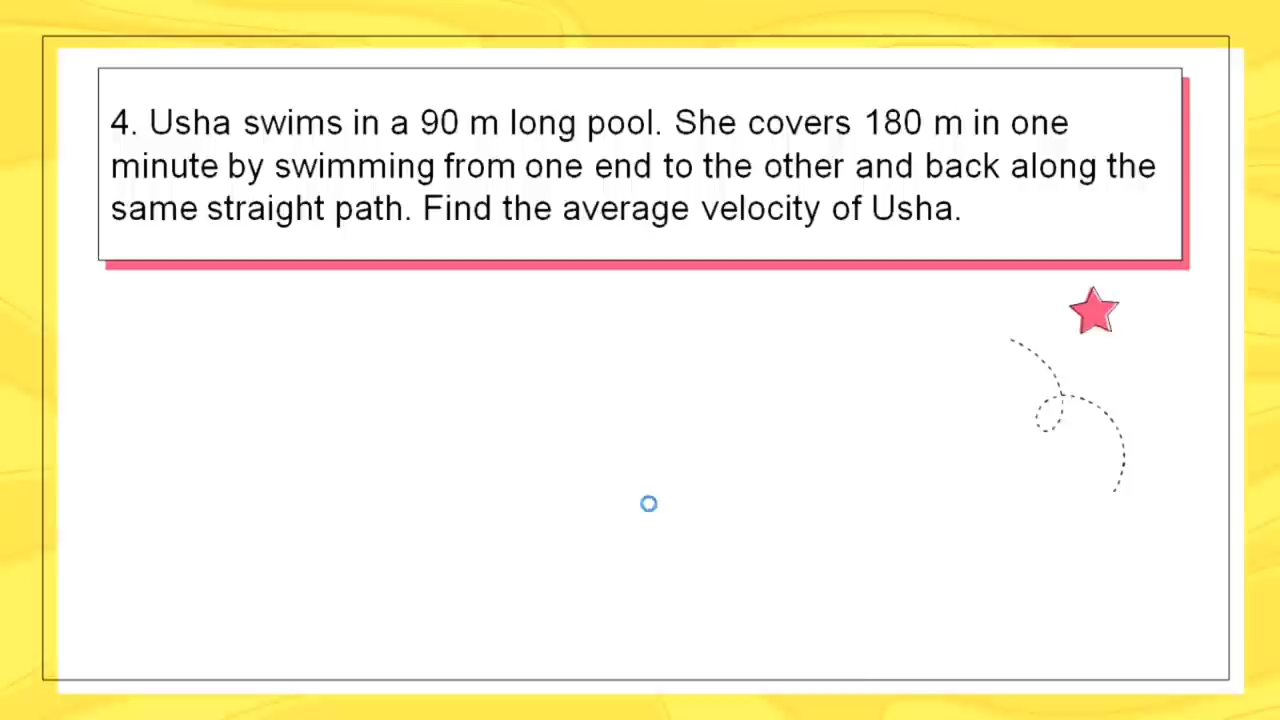 4. Usha swims in a 90 m long pool. She covers 180 m in one
minute by swimming from one end to the other and back along the
same straight path. Find the average velocity of Usha.